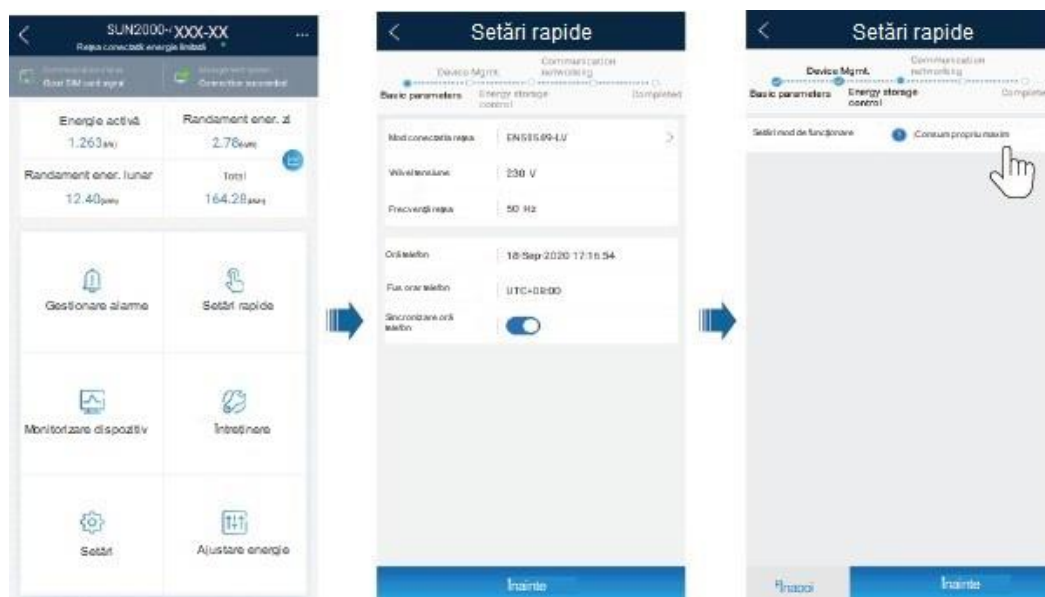 SUN2000-/XXX-XX
Rețea conectată energie limitată
Energie activă
1.263
Randament ener. zi
2.78
Randament ener. lunar
12.40
Total
164.28
Gestionare alarme
Setări rapide
Monitorizare dispozitiv
Întreținere
Setări
Ajustare energie
Setări rapide
Device Mgmt.
Communication
networking
Basic parameters
Energy storage
control
Completed
Mod conectatla rețea
EN50549-LV
Nivel tensiune
230 V
Frecvență rețea
50 Hz
Oră telefon
18-Sep-2020 17:16:54
Fus orar telefon
UTC+08:00
Sincronizare oră
telefon
Înainte
Setări rapide
Device Mgmt.
Communication
networking
Basic parameters
Energy storage
control
Completed
Setări mod de funcționare
Consum propriu maxim
Înapoi
Înainte